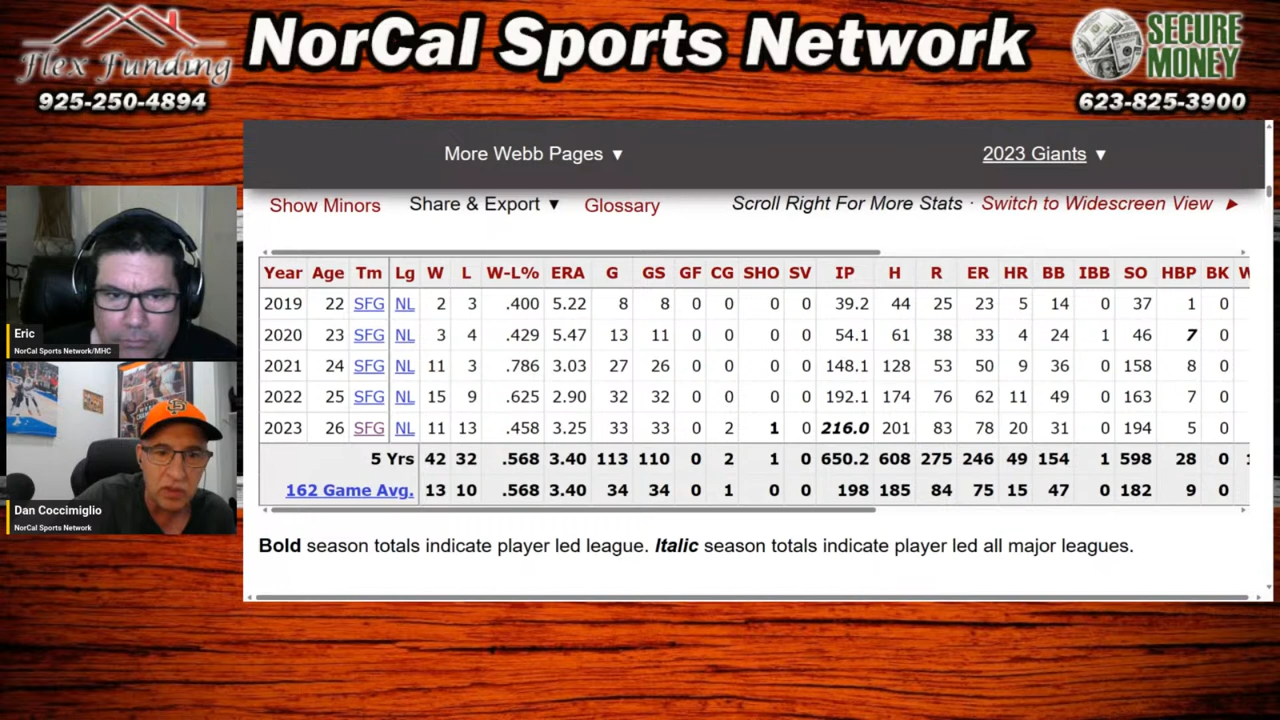 Flex Funding
925-250-4894
NorCal Sports Network
SECURE
MONEY
623-825-3900
More Webb Pages ▼
2023 Giants ▼
Show Minors Share & Export ▼ Glossary Scroll Right For More Stats · Switch to Widescreen View ►
Year Age Tm Lg W L W-L% ERA G GS GF CG SHO SV IP H R ER HR BB IBB SO HBP BK W
2019 22 SFG NL 2 3 .400 5.22 8 8 0 0 0 0 39.2 44 25 23 5 14 0 37 1 0
2020 23 SFG NL 3 4 .429 5.47 13 11 0 0 0 0 54.1 61 38 33 4 24 1 46 7 0
2021 24 SFG NL 11 3 .786 3.03 27 26 0 0 0 0 148.1 128 53 50 9 36 0 158 8 0
2022 25 SFG NL 15 9 .625 2.90 32 32 0 0 0 0 192.1 174 76 62 11 49 0 163 7 0
2023 26 SFG NL 11 13 .458 3.25 33 33 0 2 1 0 216.0 201 83 78 20 31 0 194 5 0
5 Yrs 42 32 .568 3.40 113 110 0 2 1 0 650.2 608 275 246 49 154 1 598 28 0
162 Game Avg. 13 10 .568 3.40 34 34 0 1 0 0 198 185 84 75 15 47 0 182 9 0
Bold season totals indicate player led league. Italic season totals indicate player led all major leagues.
Eric
NorCal Sports Network/MHC
Dan Coccimiglio
NorCal Sports Network